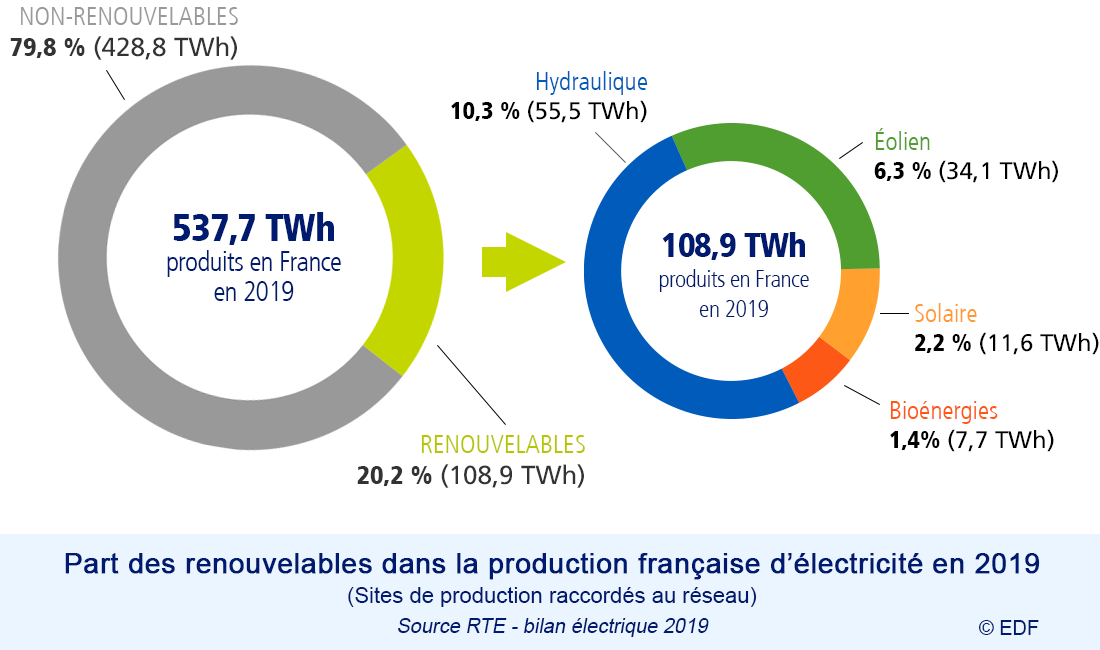 NON-RENOUVELABLES
79,8 % (428,8 TWh)
537,7 TWh
produits en France
en 2019
RENOUVELABLES
20,2 % (108,9 TWh)
Hydraulique
10,3 % (55,5 TWh)
Éolien
6,3 % (34,1 TWh)
108,9 TWh
produits en France
en 2019
Solaire
2,2 % (11,6 TWh)
Bioénergies
1,4% (7,7 TWh)
Part des renouvelables dans la production française d’électricité en 2019
(Sites de production raccordés au réseau)
Source RTE - bilan électrique 2019
© EDF